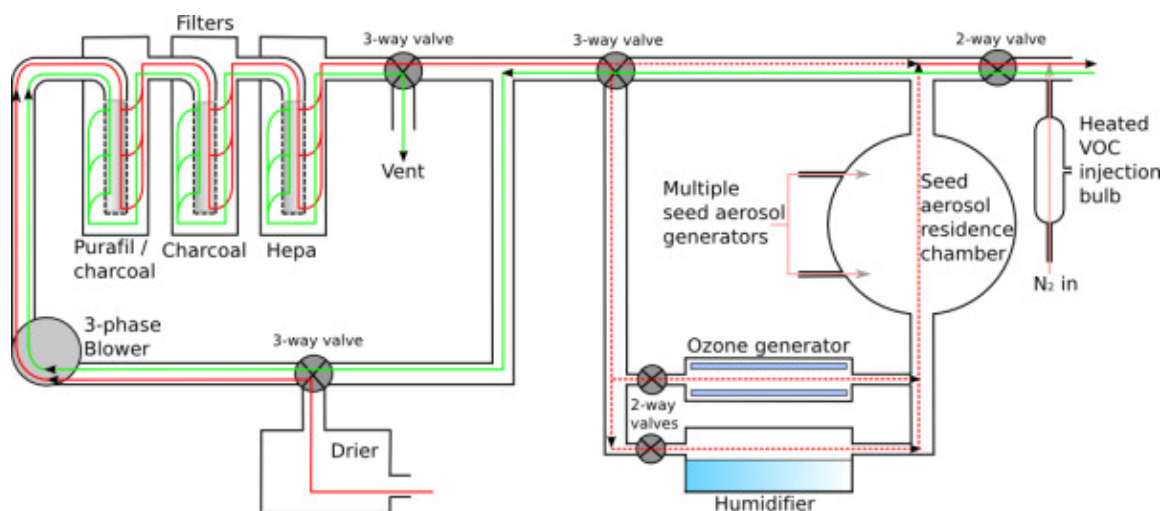 Filters
3-way valve
3-way valve
2-way valve
Vent
Purafil /
charcoal
Charcoal
Hepa
Multiple
seed aerosol
generators
Seed
aerosol
residence
chamber
Heated
VOC
injection
bulb
N₂ in
3-phase
Blower
3-way valve
Ozone generator
2-way
valves
Drier
Humidifier